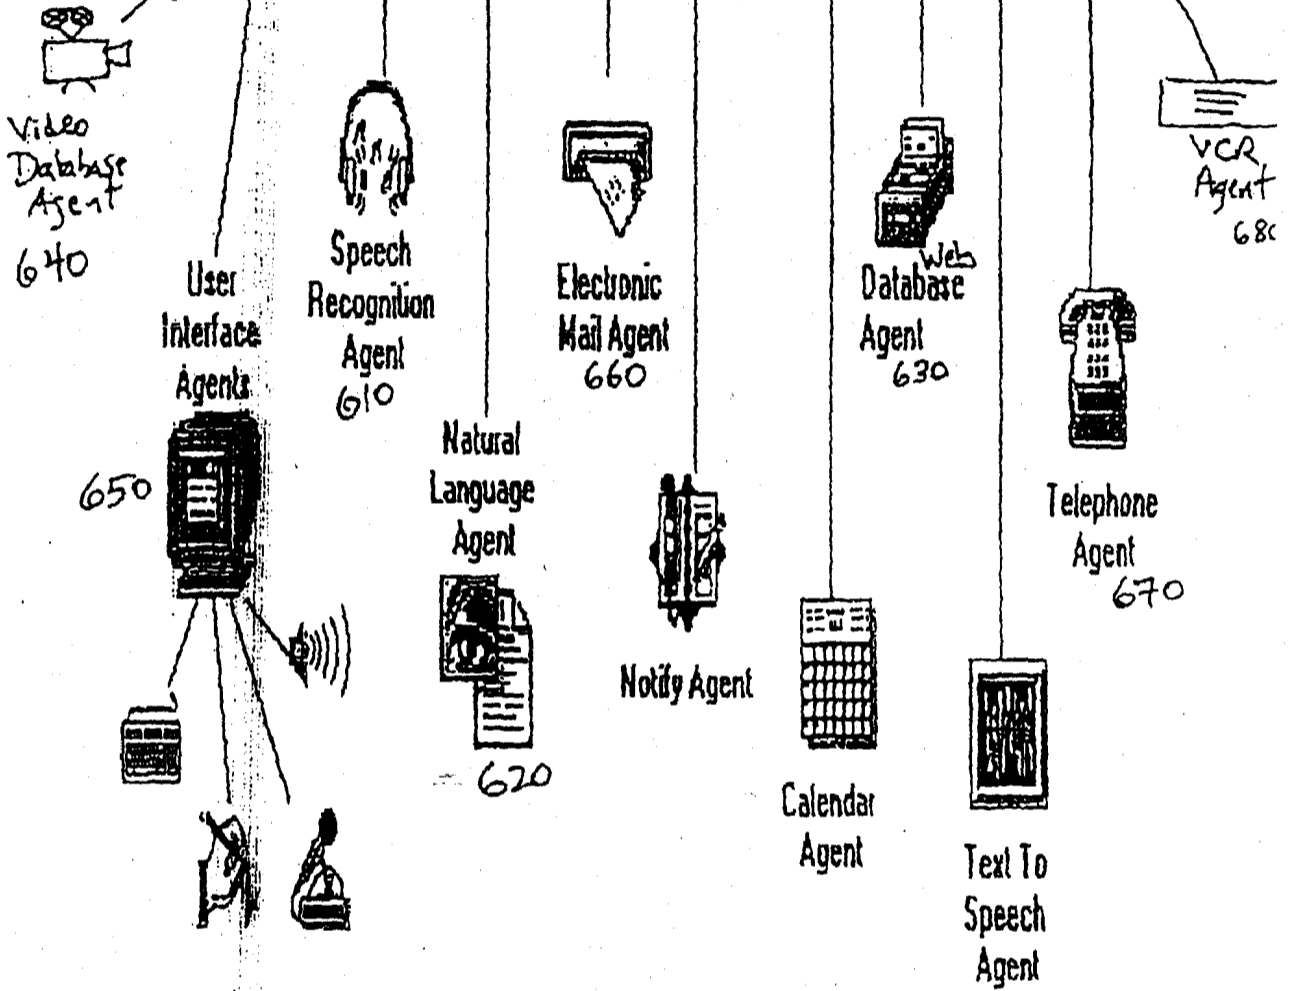 Video
Database
Agent
640
User
Interface
Agents
650
Speech
Recognition
Agent
610
Natural
Language
Agent
620
Electronic
Mail Agent
660
Notify Agent
Web
Database
Agent
630
Calendar
Agent
Text To
Speech
Agent
Telephone
Agent
670
VCR
Agent
680